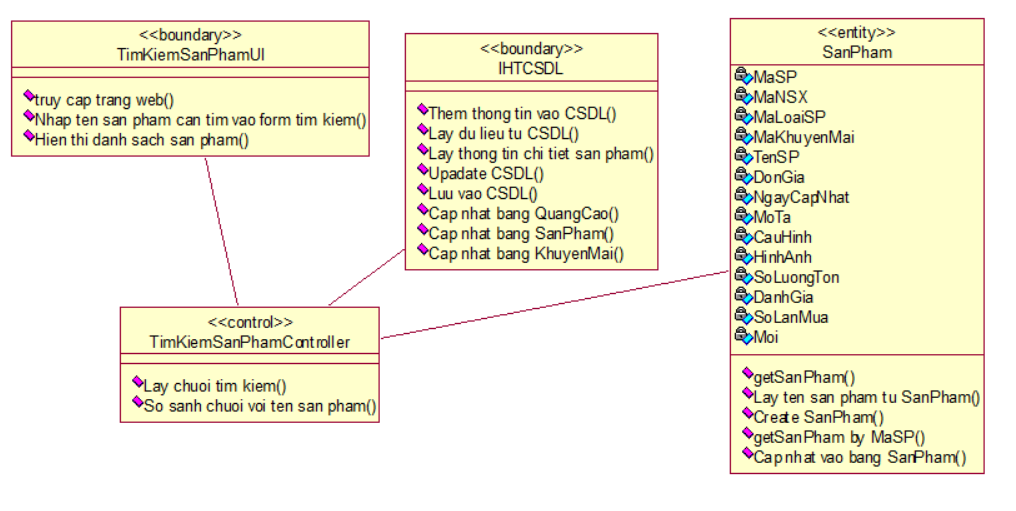 <<boundary>>
TimKiemSanPhamUI
truy cap trang web()
Nhap ten san pham can tim vao form tim kiem()
Hien thi danh sach san pham()
<<boundary>>
IHTCSDL
Them thong tin vao CSDL()
Lay du lieu tu CSDL()
Lay thong tin chi tiet san pham()
Upadate CSDL()
Luu vao CSDL()
Cap nhat bang QuangCao()
Cap nhat bang SanPham()
Cap nhat bang KhuyenMai()
<<entity>>
SanPham
MaSP
MaNSX
MaLoaiSP
MaKhuyenMai
TenSP
DonGia
NgayCapNhat
MoTa
CauHinh
HinhAnh
SoLuongTon
DanhGia
SoLanMua
Moi
getSanPham()
Lay ten san pham tu SanPham()
Create SanPham()
getSanPham by MaSP()
Cap nhat vao bang SanPham()
<<control>>
TimKiemSanPhamController
Lay chuoi tim kiem()
So sanh chuoi voi ten san pham()